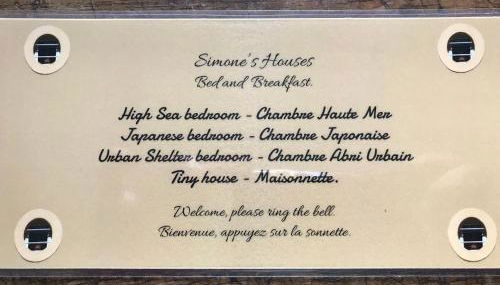 Simone's Houses
Bed and Breakfast.
High Sea bedroom - Chambre Haute Mer
Japanese bedroom - Chambre Japonaise
Urban Shelter bedroom - Chambre Abri Urbain
Tiny house - Maisonnette.
Welcome, please ring the bell.
Bienvenue, appuyez sur la sonnette.